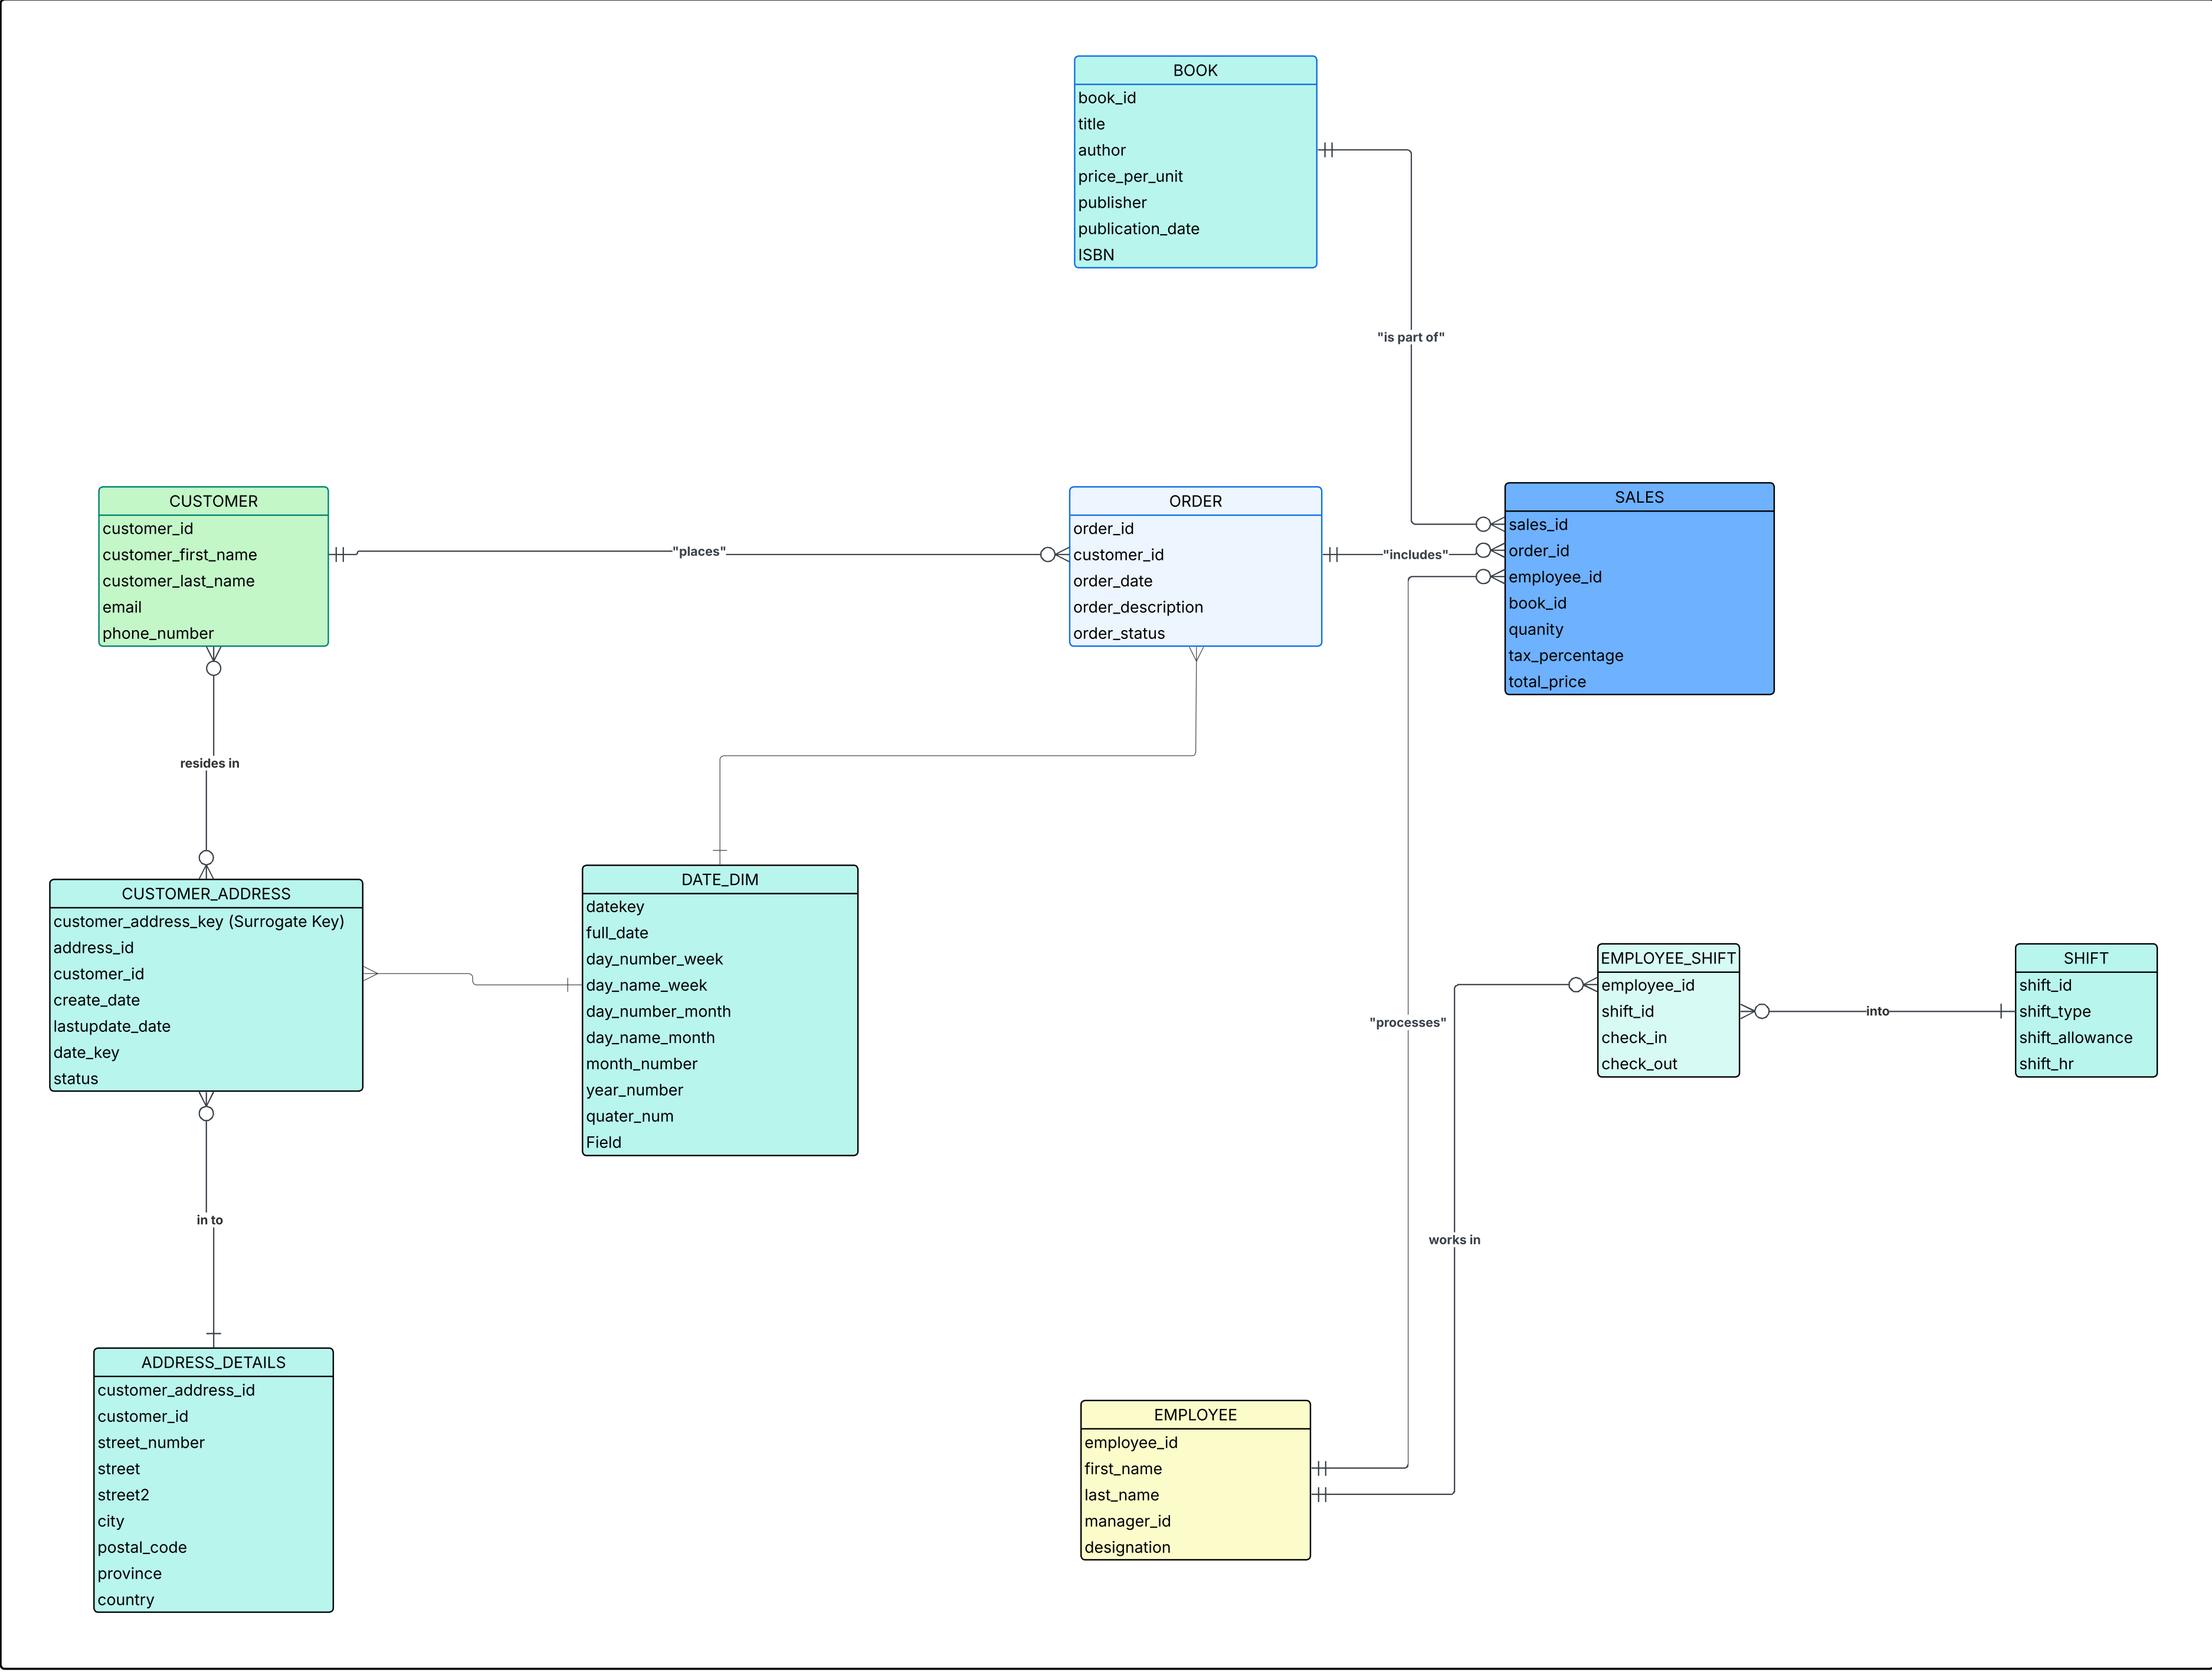 BOOK
book_id
title
author
price_per_unit
publisher
publication_date
ISBN
"is part of"
CUSTOMER
customer_id
customer_first_name
customer_last_name
email
phone_number
"places"
ORDER
order_id
customer_id
order_date
order_description
order_status
"includes"
SALES
sales_id
order_id
employee_id
book_id
quanity
tax_percentage
total_price
resides in
CUSTOMER_ADDRESS
customer_address_key (Surrogate Key)
address_id
customer_id
create_date
lastupdate_date
date_key
status
DATE_DIM
datekey
full_date
day_number_week
day_name_week
day_number_month
day_name_month
month_number
year_number
quater_num
Field
"processes"
EMPLOYEE_SHIFT
employee_id
shift_id
check_in
check_out
into
SHIFT
shift_id
shift_type
shift_allowance
shift_hr
in to
works in
ADDRESS_DETAILS
customer_address_id
customer_id
street_number
street
street2
city
postal_code
province
country
EMPLOYEE
employee_id
first_name
last_name
manager_id
designation